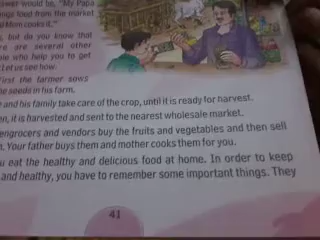 would be, "My Papa
food from the market
Mom cooks it."
but do you know that
are several other
who help you to get
Let us see how.
First the farmer sows
seeds in his farm.
and his family take care of the crop, until it is ready for harvest.
it is harvested and sent to the nearest wholesale market.
and vendors buy the fruits and vegetables and then sell
Your father buys them and mother cooks them for you.
eat the healthy and delicious food at home. In order to keep
and healthy, you have to remember some important things. They
41